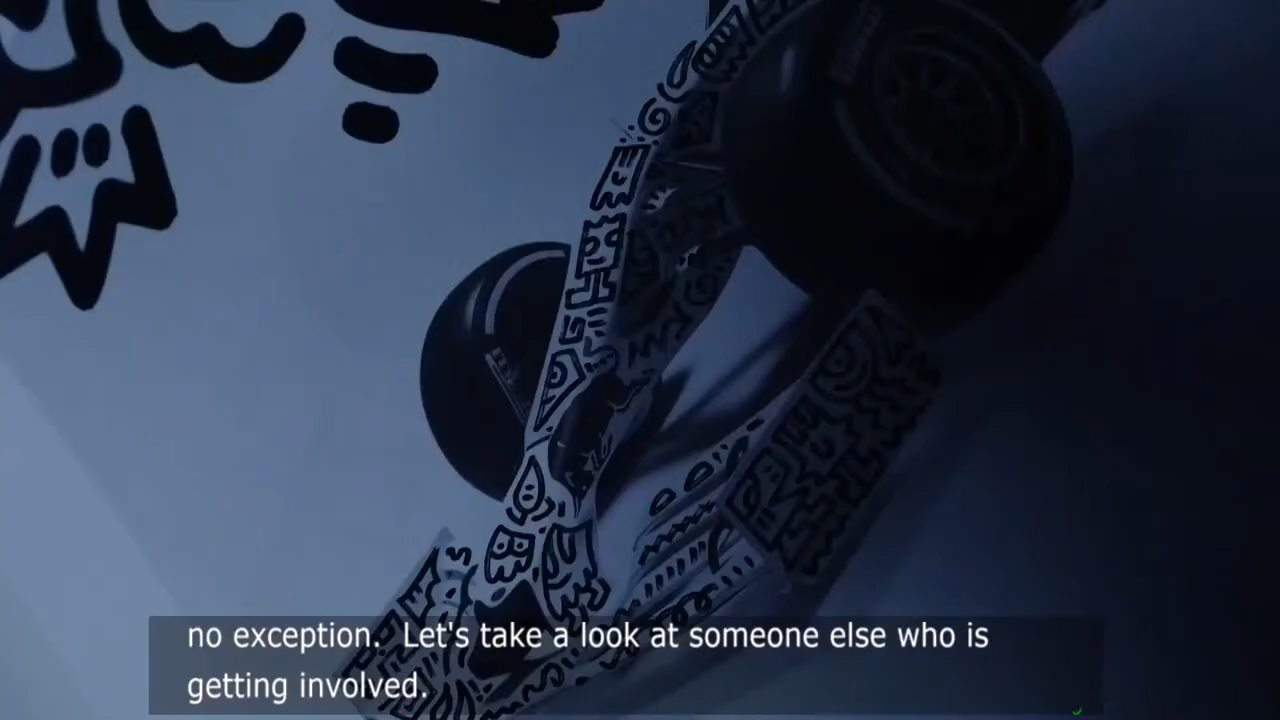 no exception.  Let's take a look at someone else who is
getting involved.